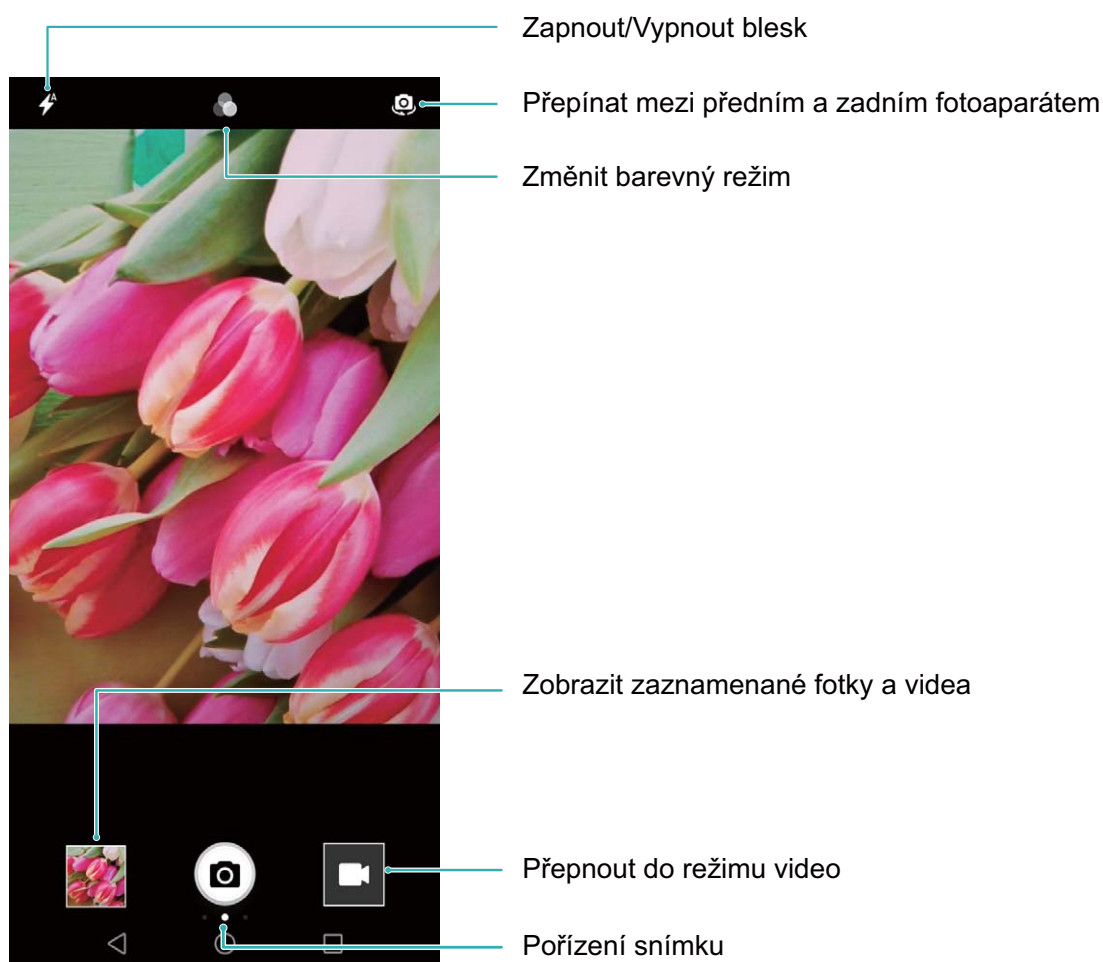 Zapnout/Vypnout blesk
A
Přepínat mezi předním a zadním fotoaparátem
Změnit barevný režim
Zobrazit zaznamenané fotky a videa
Přepnout do režimu video
Pořízení snímku